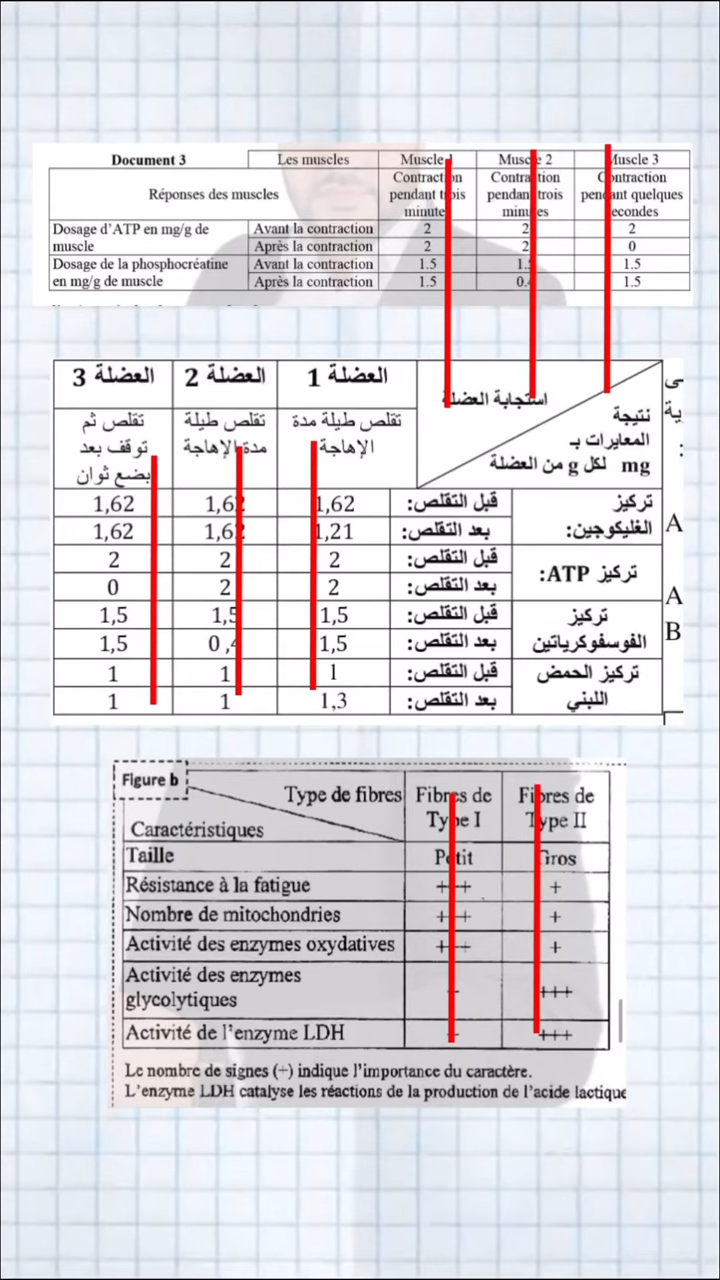 Document 3 Les muscles Muscle 1 Muscle 2 Muscle 3
Réponses des muscles Contraction pendant trois minutes Contraction pendant trois minutes Contraction pendant quelques secondes
Dosage d'ATP en mg/g de muscle Avant la contraction 2 2 2
Après la contraction 2 2 0
Dosage de la phosphocréatine en mg/g de muscle Avant la contraction 1.5 1.5 1.5
Après la contraction 1.5 0.4 1.5
استجابة العضلة العضلة 1 العضلة 2 العضلة 3
نتيجة المعايرات بـ mg لكل g من العضلة تقلص طيلة مدة الإهاجة تقلص طيلة مدة الإهاجة تقلص ثم توقف بعد بضع ثوان
تركيز الغليكوجين: قبل التقلص: 1,62 1,62 1,62
بعد التقلص: 1,21 1,62 1,62
تركيز ATP: قبل التقلص: 2 2 2
بعد التقلص: 2 2 0
تركيز الفوسفوكرياتين قبل التقلص: 1,5 1,5 1,5
بعد التقلص: 1,5 0,4 1,5
تركيز الحمض اللبني قبل التقلص: 1 1 1
بعد التقلص: 1,3 1 1
A
A
B
Figure b
Type de fibres Fibres de Type I Fibres de Type II
Caractéristiques
Taille Petit Gros
Résistance à la fatigue +++ +
Nombre de mitochondries +++ +
Activité des enzymes oxydatives +++ +
Activité des enzymes glycolytiques + +++
Activité de l'enzyme LDH + +++
Le nombre de signes (+) indique l'importance du caractère.
L'enzyme LDH catalyse les réactions de la production de l'acide lactique